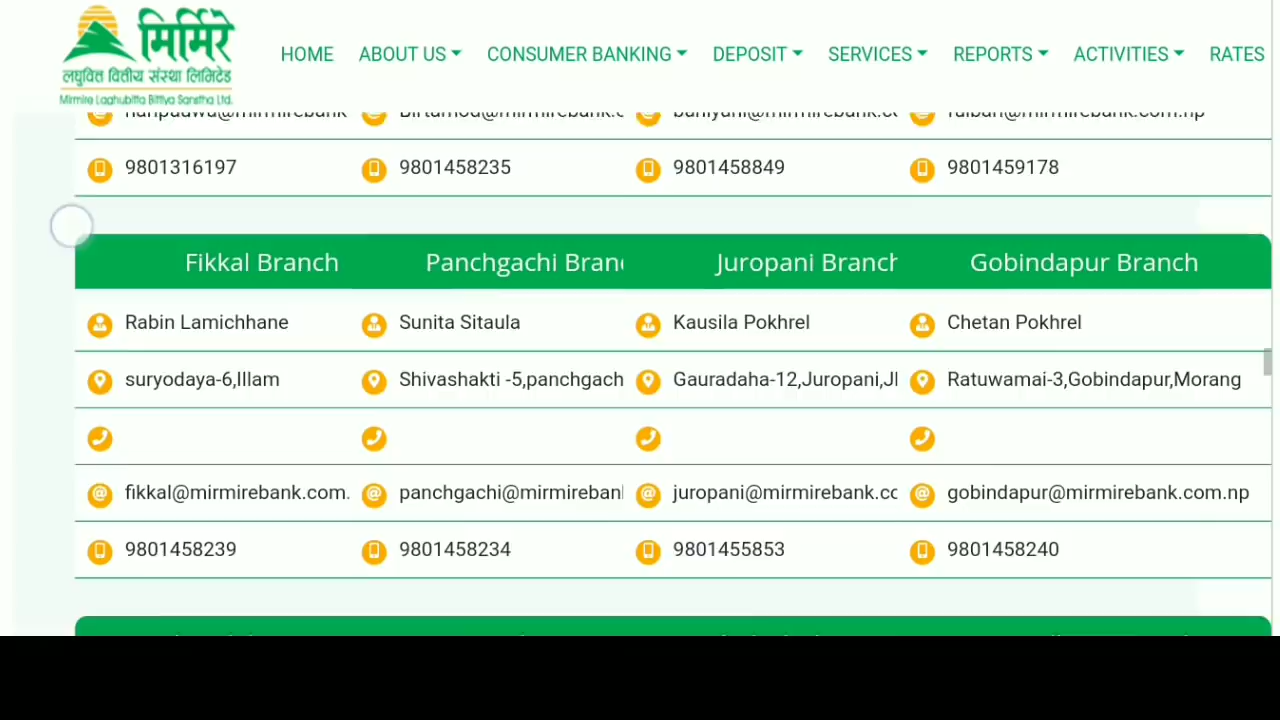 मिर्मिरे
लघुवित्त वित्तीय संस्था लिमिटेड
Mirmire Laghubitta Bittiya Sanstha Ltd.
HOME ABOUT US CONSUMER BANKING DEPOSIT SERVICES REPORTS ACTIVITIES RATES
9801316197 9801458235 9801458849 9801459178
Fikkal Branch Panchgachi Bran Juropani Branch Gobindapur Branch
Rabin Lamichhane Sunita Sitaula Kausila Pokhrel Chetan Pokhrel
suryodaya-6,Illam Shivashakti -5,panchgach Gauradaha-12,Juropani,Jl Ratuwamai-3,Gobindapur,Morang
fikkal@mirmirebank.com. panchgachi@mirmireban juropani@mirmirebank.co gobindapur@mirmirebank.com.np
9801458239 9801458234 9801455853 9801458240